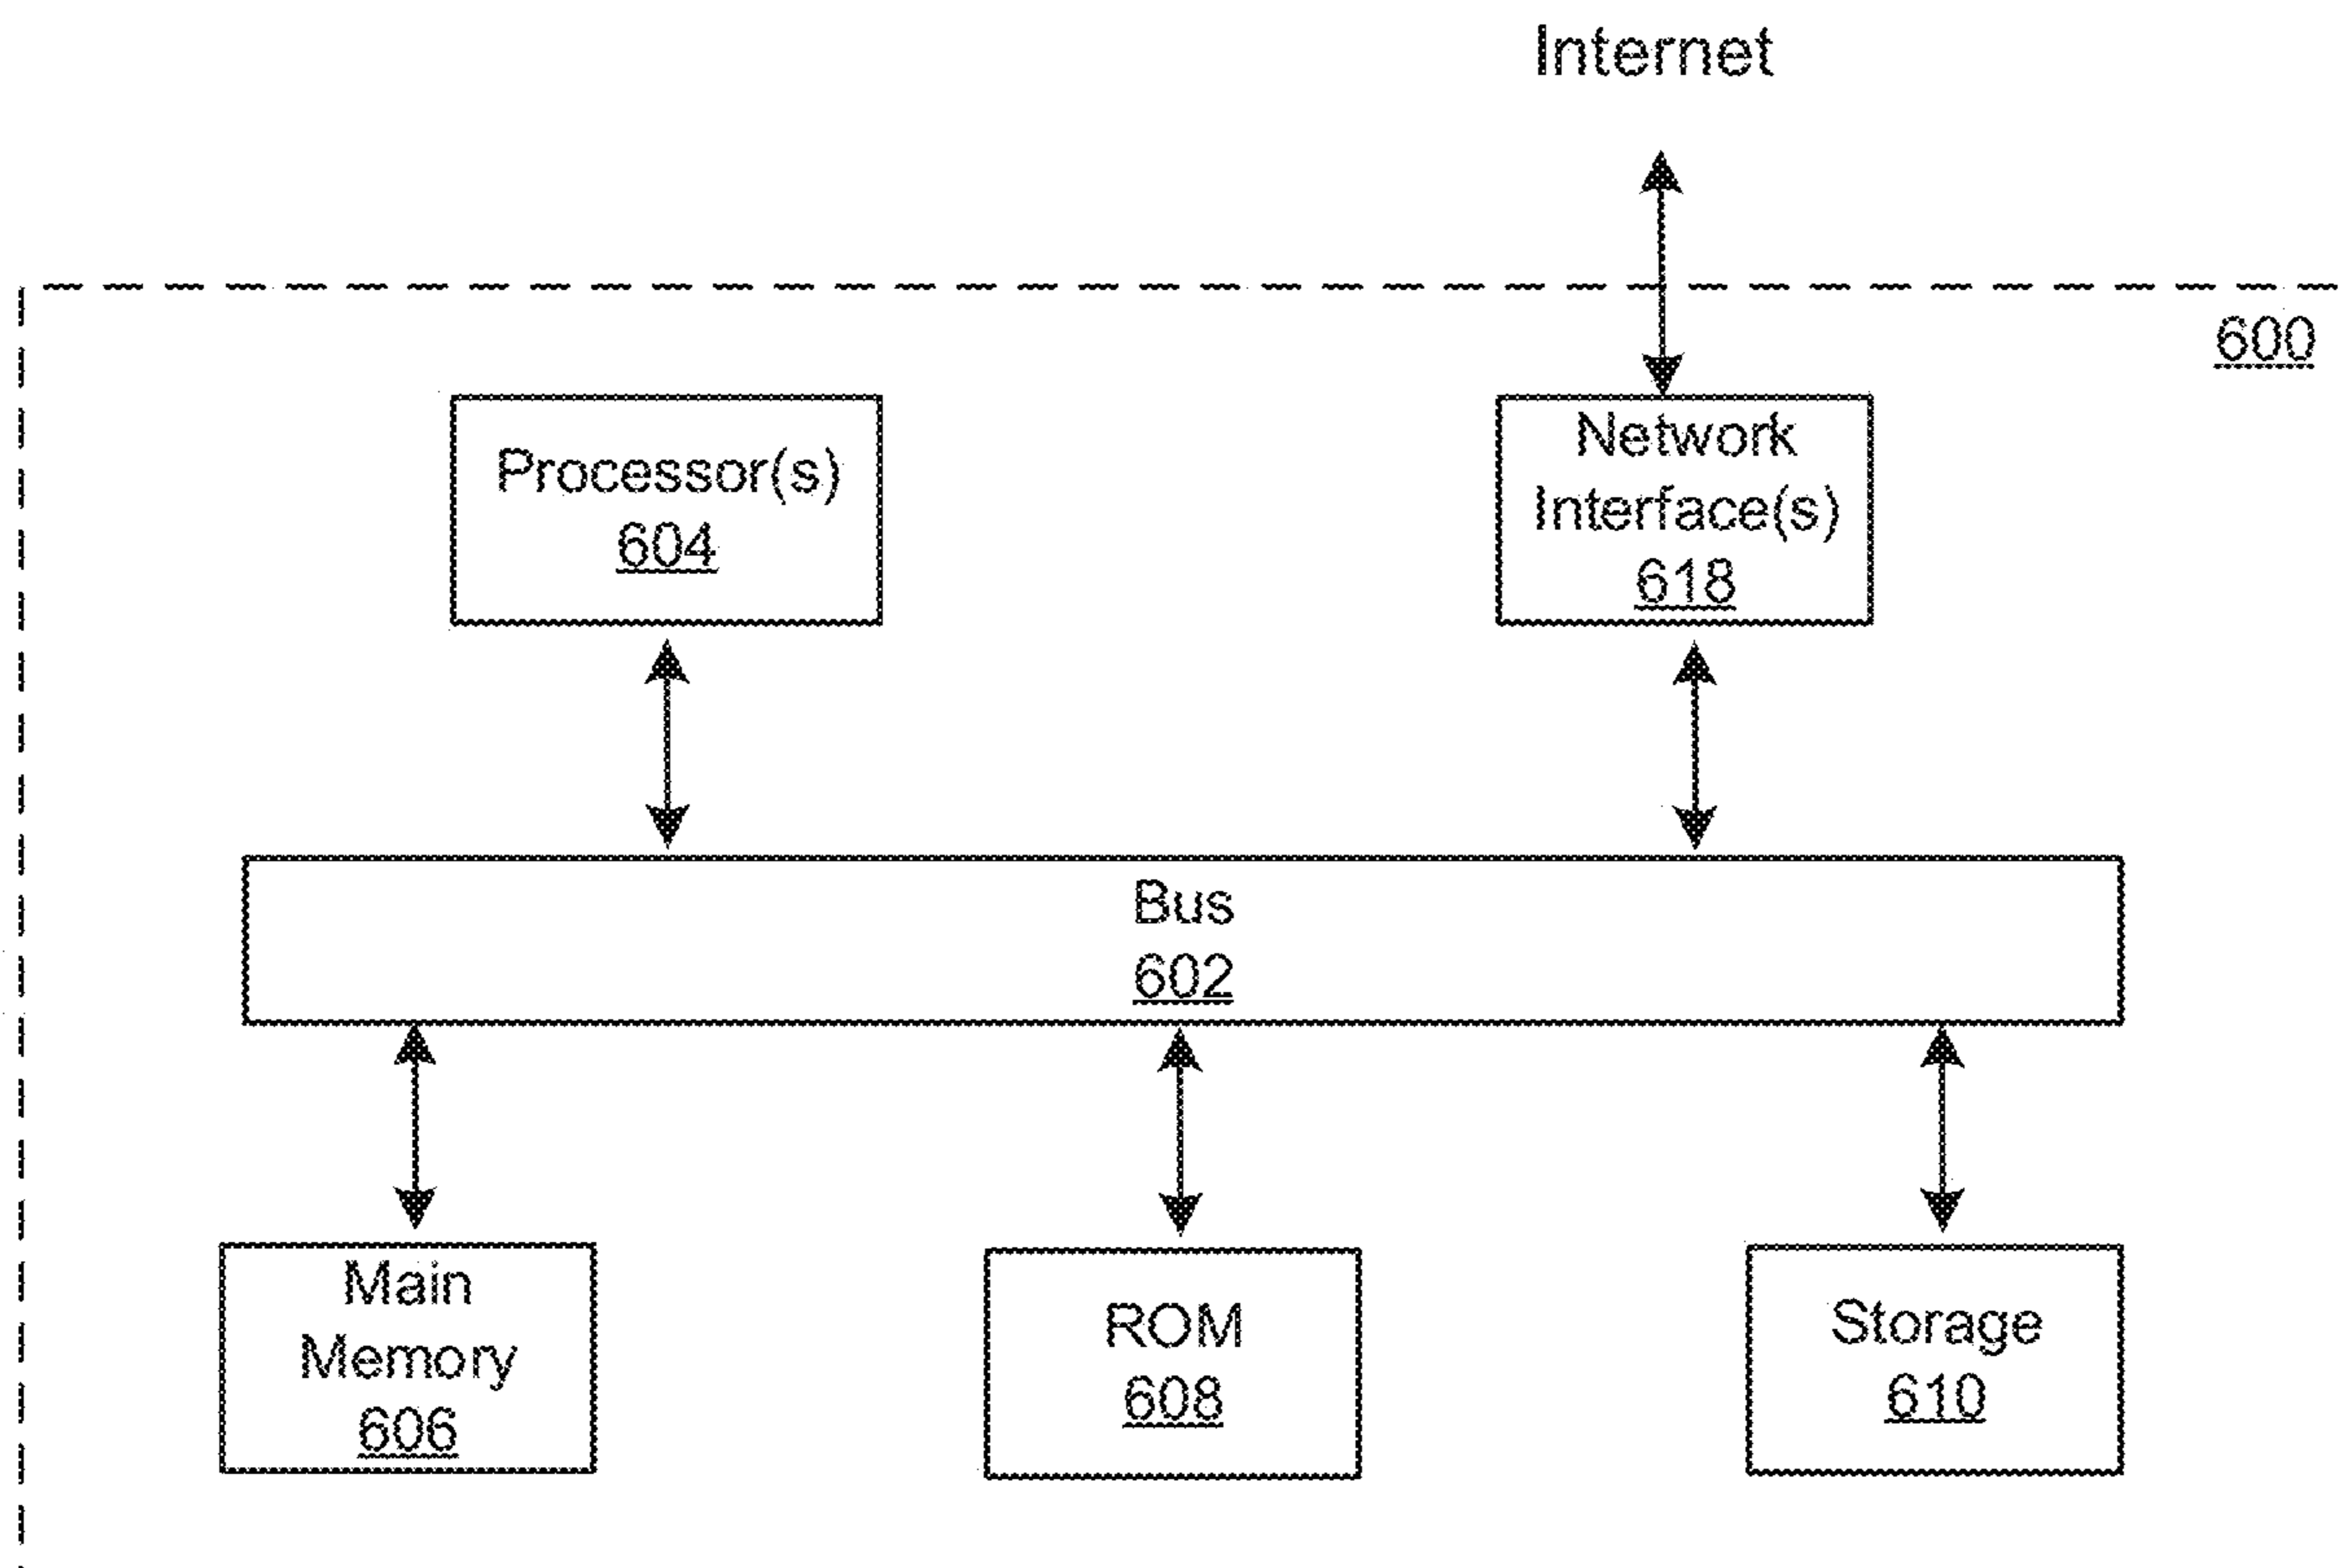 Internet
600
Processor(s)
604
Network
Interface(s)
618
Bus
602
Main
Memory
606
ROM
608
Storage
610